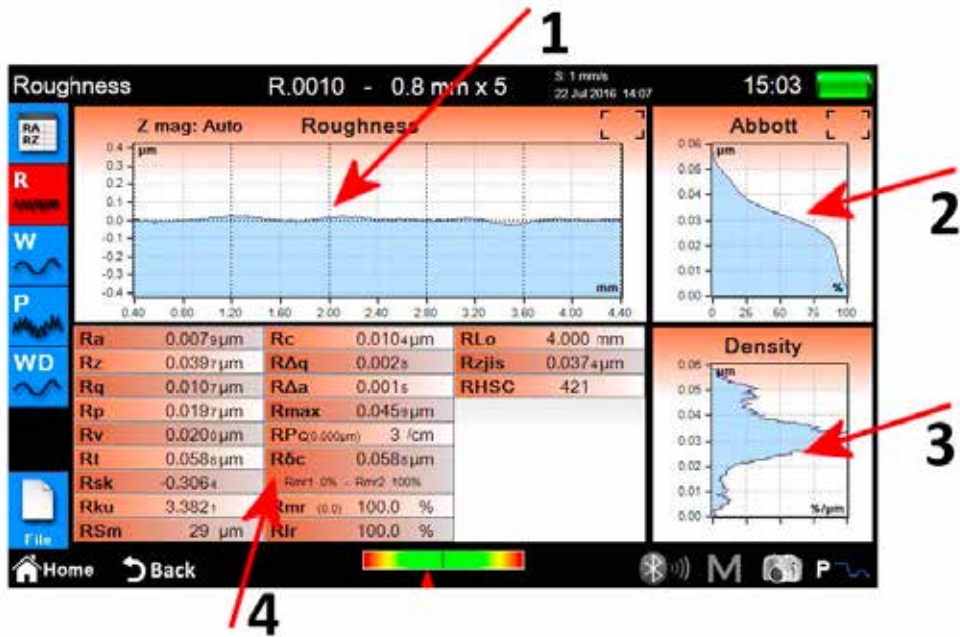 1
Roughness R.0010 - 0.8 mm x 5 S: 1 mm/s 22 Jul 2016 14:07 15:03
RA
RZ
R
W
P
WD
File
Z mag: Auto Roughness
µm
0.4
0.3
0.2
0.1
0.0
-0.1
-0.2
-0.3
-0.4
mm
0.40 0.80 1.20 1.60 2.00 2.40 2.80 3.20 3.60 4.00 4.40
Abbott
0.06 µm
0.05
0.04
0.03
0.02
0.01
0.00 %
0 25 50 75 100
2
Ra 0.0079µm Rc 0.0104µm RLo 4.000 mm
Rz 0.0397µm RΔq 0.0028 Rzjis 0.0374µm
Rq 0.0107µm RΔa 0.0016 RHSC 421
Rp 0.0197µm Rmax 0.0459µm
Rv 0.0200µm RPc(0.000µm) 3 /cm
Rt 0.0588µm Rδc 0.0588µm
Rsk -0.3064 Rmr1 0% - Rmr2 100%
Rku 3.3821 Rmr (0.0) 100.0 %
RSm 29 µm Rlr 100.0 %
Density
0.06 µm
0.05
0.04
0.03
0.02
0.01
0.00 %/µm
3
Home Back M P
4